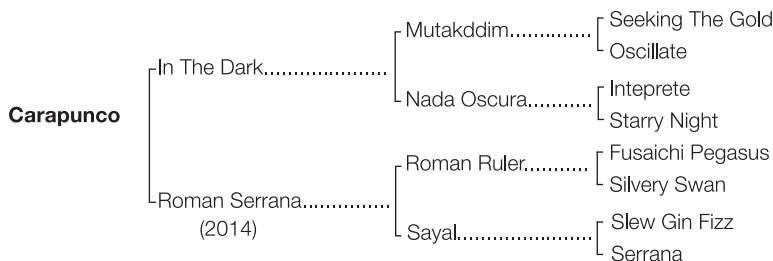 Seeking The Gold
Mutakddim
Oscillate
In The Dark
Inteprete
Nada Oscura
Starry Night
Carapunco
Fusaichi Pegasus
Roman Ruler
Silvery Swan
Roman Serrana
(2014)
Slew Gin Fizz
Sayal
Serrana